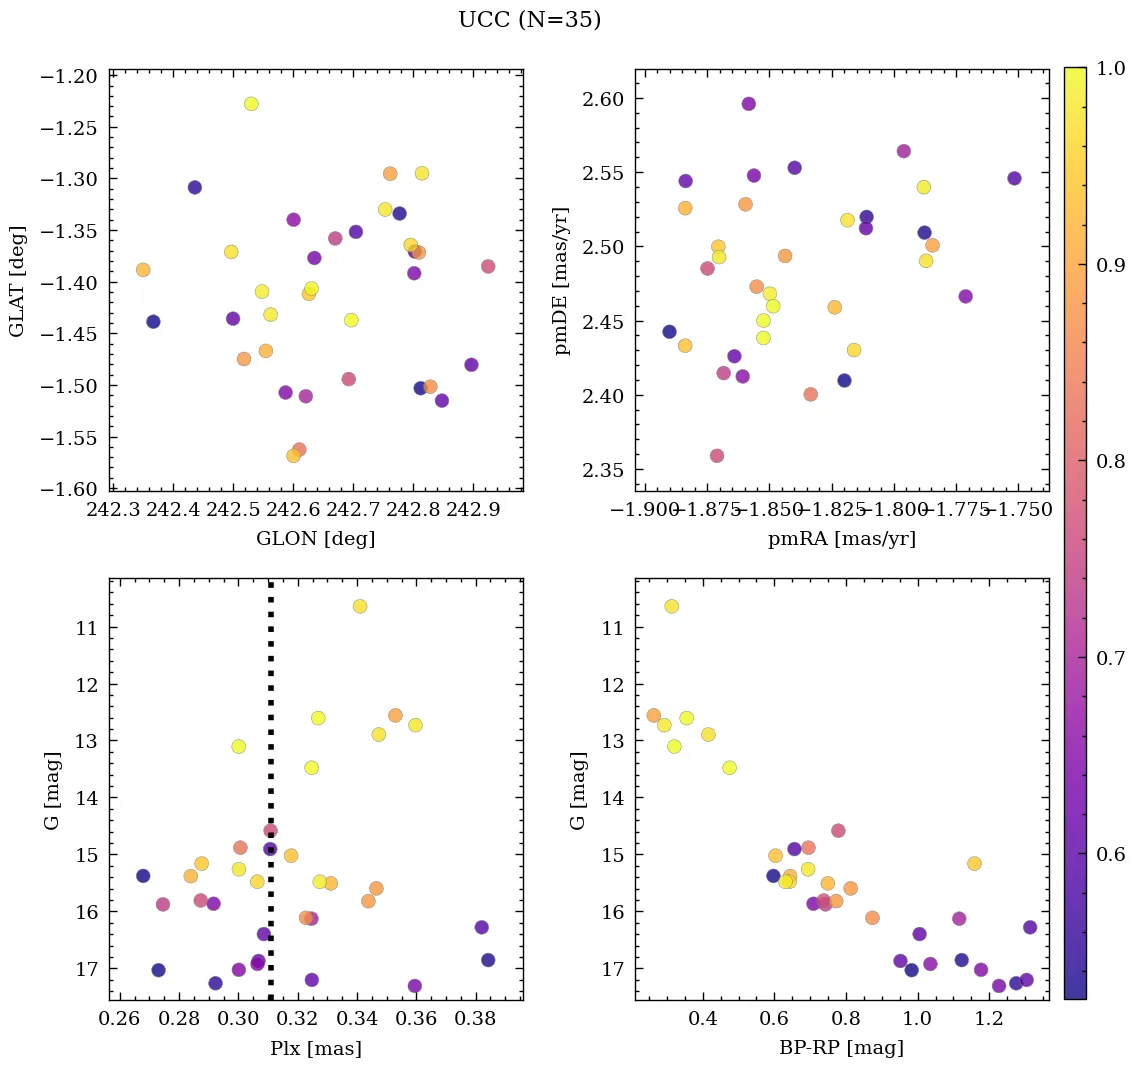 UCC (N=35)
−1.20
−1.25
−1.30
−1.35
−1.40
−1.45
−1.50
−1.55
−1.60
GLAT [deg]
242.3 242.4 242.5 242.6 242.7 242.8 242.9
GLON [deg]
2.60
2.55
2.50
2.45
2.40
2.35
pmDE [mas/yr]
−1.900 −1.875 −1.850 −1.825 −1.800 −1.775 −1.750
pmRA [mas/yr]
11
12
13
14
15
16
17
G [mag]
0.26 0.28 0.30 0.32 0.34 0.36 0.38
Plx [mas]
11
12
13
14
15
16
17
G [mag]
0.4 0.6 0.8 1.0 1.2
BP-RP [mag]
1.0
0.9
0.8
0.7
0.6